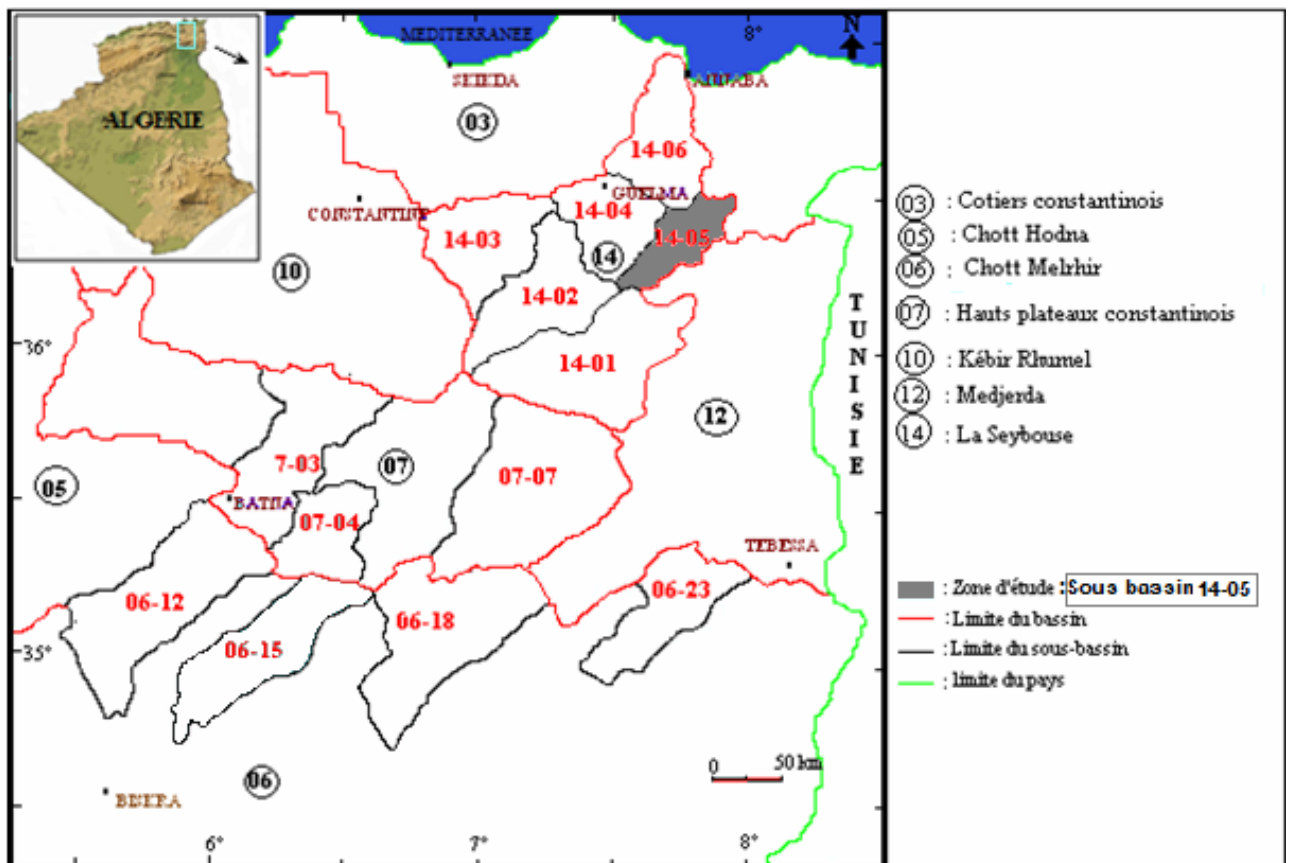 MEDITERRANEE
8°
N
SKIKDA
ANNABA
ALGERIE
03
14-06
GUELMA
14-04
CONSTANTINE
14-03
14-05
14
10
14-02
TUNISIE
36°
14-01
12
7-03
07
05
07-07
BATNA
07-04
TEBESSA
06-12
06-23
06-18
06-15
35°
0 50 km
06
BISKRA
6° 7° 8°
03 : Cotiers constantinois
05 : Chott Hodna
06 : Chott Melrhir
07 : Hauts plateaux constantinois
10 : Kébir Rhumel
12 : Medjerda
14 : La Seybouse
: Zone d'étude : Sous bassin 14-05
: Limite du bassin
: Limite du sous-bassin
: limite du pays